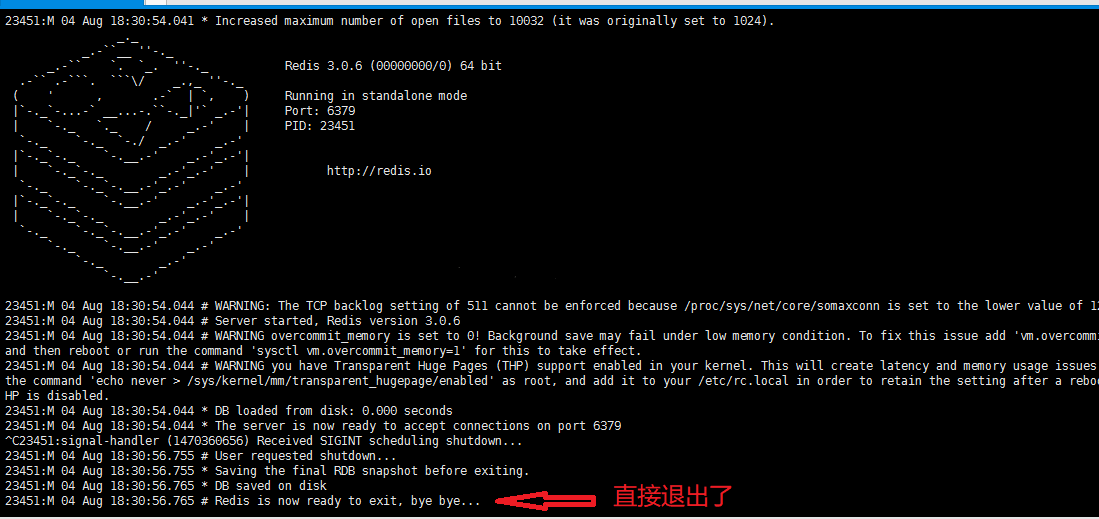 23451:M 04 Aug 18:30:54.041 * Increased maximum number of open files to 10032 (it was originally set to 1024).
Redis 3.0.6 (00000000/0) 64 bit
Running in standalone mode
Port: 6379
PID: 23451
http://redis.io
23451:M 04 Aug 18:30:54.044 # WARNING: The TCP backlog setting of 511 cannot be enforced because /proc/sys/net/core/somaxconn is set to the lower value of 12
23451:M 04 Aug 18:30:54.044 # Server started, Redis version 3.0.6
23451:M 04 Aug 18:30:54.044 # WARNING overcommit_memory is set to 0! Background save may fail under low memory condition. To fix this issue add 'vm.overcommi
and then reboot or run the command 'sysctl vm.overcommit_memory=1' for this to take effect.
23451:M 04 Aug 18:30:54.044 # WARNING you have Transparent Huge Pages (THP) support enabled in your kernel. This will create latency and memory usage issues
the command 'echo never > /sys/kernel/mm/transparent_hugepage/enabled' as root, and add it to your /etc/rc.local in order to retain the setting after a reboo
HP is disabled.
23451:M 04 Aug 18:30:54.044 * DB loaded from disk: 0.000 seconds
23451:M 04 Aug 18:30:54.044 * The server is now ready to accept connections on port 6379
^C23451:signal-handler (1470360656) Received SIGINT scheduling shutdown...
23451:M 04 Aug 18:30:56.755 # User requested shutdown...
23451:M 04 Aug 18:30:56.755 * Saving the final RDB snapshot before exiting.
23451:M 04 Aug 18:30:56.765 * DB saved on disk
23451:M 04 Aug 18:30:56.765 # Redis is now ready to exit, bye bye... 直接退出了